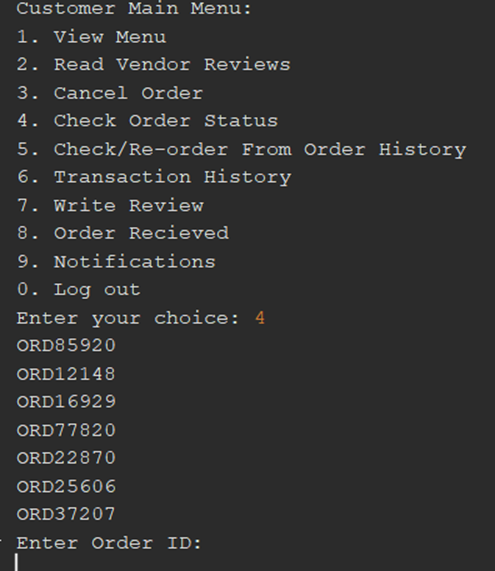 Customer Main Menu:
1. View Menu
2. Read Vendor Reviews
3. Cancel Order
4. Check Order Status
5. Check/Re-order From Order History
6. Transaction History
7. Write Review
8. Order Recieved
9. Notifications
0. Log out
Enter your choice: 4
ORD85920
ORD12148
ORD16929
ORD77820
ORD22870
ORD25606
ORD37207
Enter Order ID: